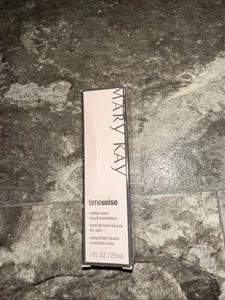 MARY KAY
timewise
matte-wear
liquid foundation
fond de teint liquide
fini mat
maquillaje líquido
acabado mate
1 FL. OZ. / 29 mL